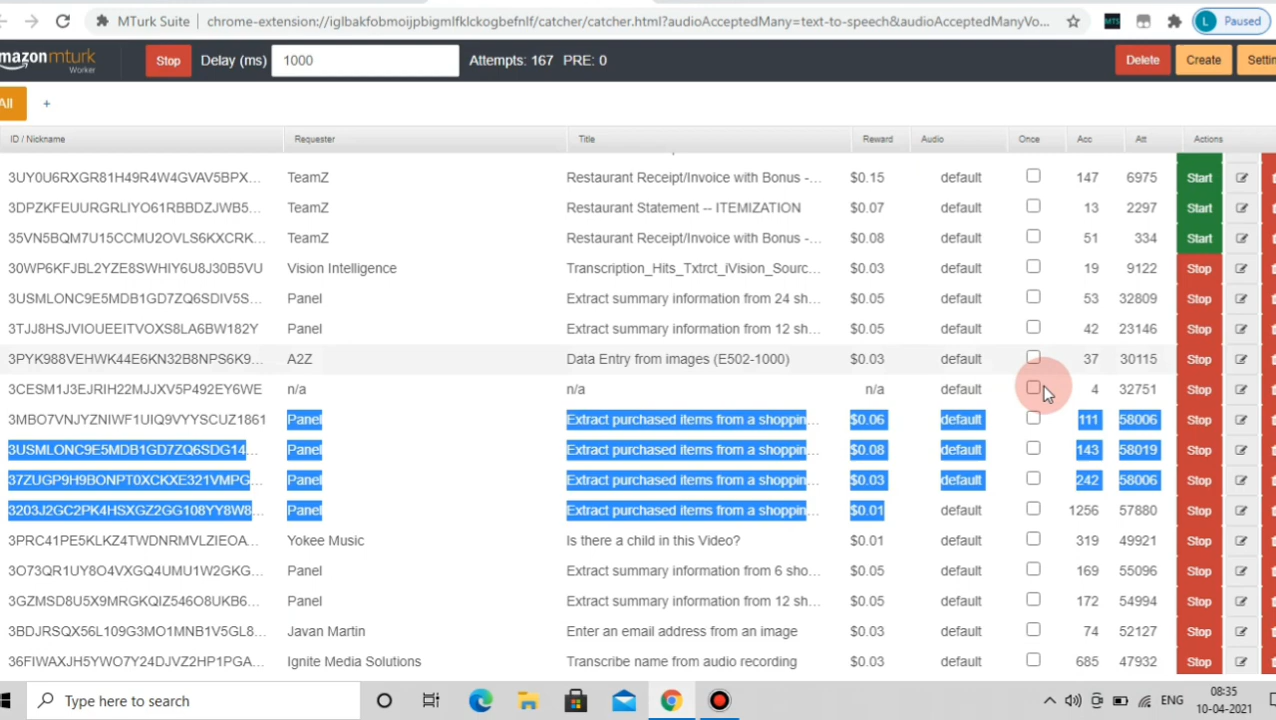 MTurk Suite | chrome-extension://iglbakfobmoijpbigmlfklckogbefnlf/catcher/catcher.html?audioAcceptedMany=text-to-speech&audioAcceptedManyVo... MTS L Paused
amazonmturk Worker Stop Delay (ms) 1000 Attempts: 167 PRE: 0 Delete Create Settin
All +
ID / Nickname Requester Title Reward Audio Once Acc Att Actions
3UY0U6RXGR81H49R4W4GVAV5BPX... TeamZ Restaurant Receipt/Invoice with Bonus -... $0.15 default 147 6975 Start
3DPZKFEUURGRLIYO61RBBDZJWB5... TeamZ Restaurant Statement -- ITEMIZATION $0.07 default 13 2297 Start
35VN5BQM7U15CCMU2OVLS6KXCRK... TeamZ Restaurant Receipt/Invoice with Bonus -... $0.08 default 51 334 Start
30WP6KFJBL2YZE8SWHIY6U8J30B5VU Vision Intelligence Transcription_Hits_Txtrct_iVision_Sourc... $0.03 default 19 9122 Stop
3USMLONC9E5MDB1GD7ZQ6SDIV5S... Panel Extract summary information from 24 sh... $0.05 default 53 32809 Stop
3TJJ8HSJVIOUEEITVOXS8LA6BW182Y Panel Extract summary information from 12 sh... $0.05 default 42 23146 Stop
3PYK988VEHWK44E6KN32B8NPS6K9... A2Z Data Entry from images (E502-1000) $0.03 default 37 30115 Stop
3CESM1J3EJRIH22MJJXV5P492EY6WE n/a n/a n/a default 4 32751 Stop
3MBO7VNJYZNIWF1UIQ9VYYSCUZ1861 Panel Extract purchased items from a shoppin... $0.06 default 111 58006 Stop
3USMLONC9E5MDB1GD7ZQ6SDG14... Panel Extract purchased items from a shoppin... $0.08 default 143 58019 Stop
37ZUGP9H9BONPT0XCKXE321VMPG... Panel Extract purchased items from a shoppin... $0.03 default 242 58006 Stop
3203J2GC2PK4HSXGZ2GG108YY8W8... Panel Extract purchased items from a shoppin... $0.01 default 1256 57880 Stop
3PRC41PE5KLKZ4TWDNRMVLZIEOA... Yokee Music Is there a child in this Video? $0.01 default 319 49921 Stop
3O73QR1UY8O4VXGQ4UMU1W2GKG... Panel Extract summary information from 6 sho... $0.05 default 169 55096 Stop
3GZMSD8U5X9MRGKQIZ546O8UKB6... Panel Extract summary information from 12 sh... $0.05 default 172 54994 Stop
3BDJRSQX56L109G3MO1MNB1V5GL8... Javan Martin Enter an email address from an image $0.03 default 74 52127 Stop
36FIWAXJH5YWO7Y24DJVZ2HP1PGA... Ignite Media Solutions Transcribe name from audio recording $0.03 default 685 47932 Stop
Type here to search ENG 08:35
10-04-2021